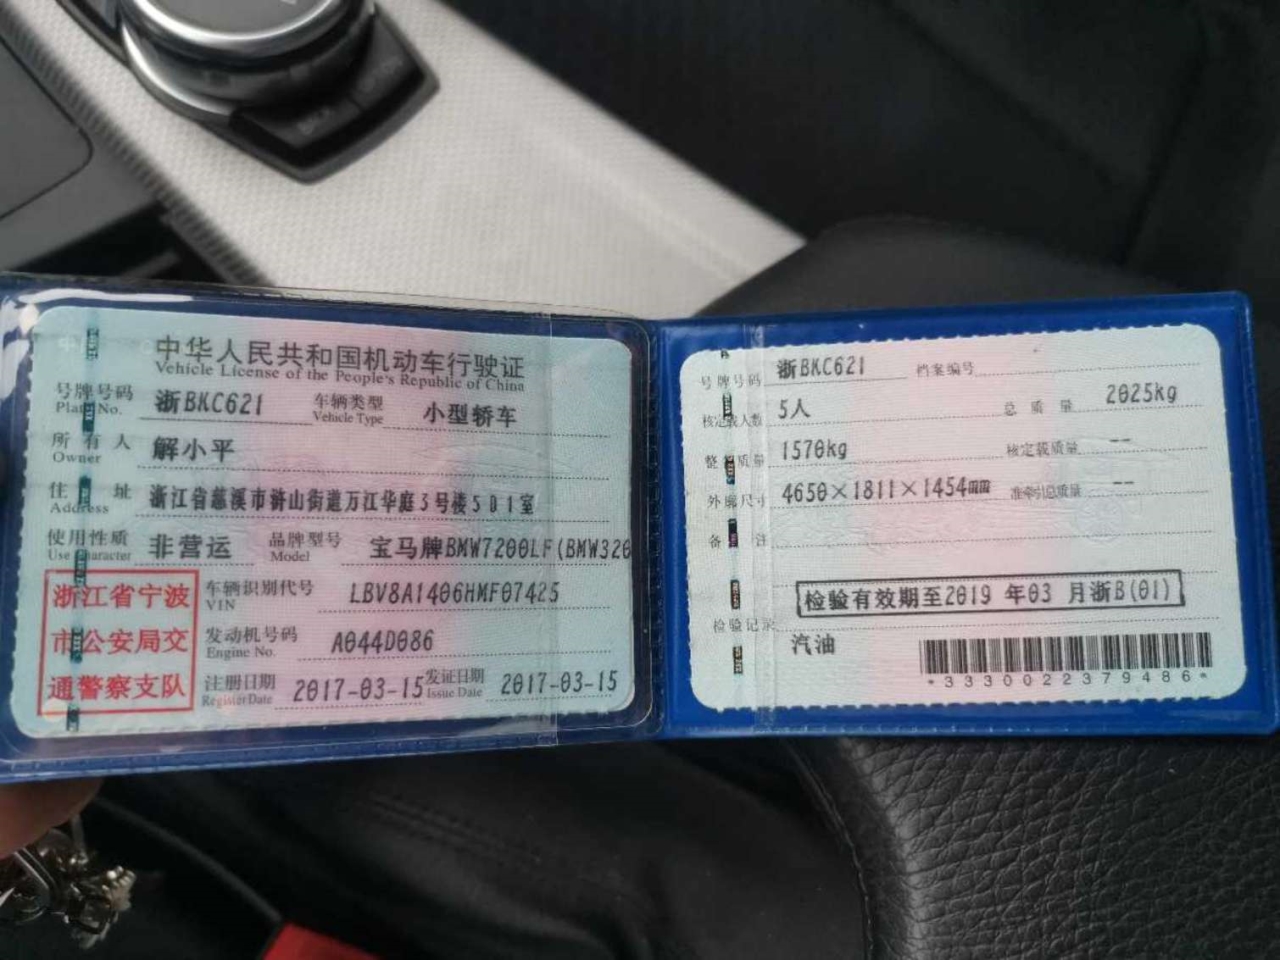 中华人民共和国机动车行驶证
Vehicle License of the People's Republic of China
号牌号码 浙BKC621 车辆类型 小型轿车
Plate No. Vehicle Type
所有人 解小平
Owner
住址 浙江省慈溪市浒山街道万江华庭3号楼501室
Address
使用性质 非营运 品牌型号 宝马牌BMW7200LF(BMW320
Use Character Model
浙江省宁波
市公安局交
通警察支队
车辆识别代号 LBV8A1406HMF07425
VIN
发动机号码 A044D086
Engine No.
注册日期 2017-03-15 发证日期 2017-03-15
Register Date Issue Date
号牌号码 浙BKC621 档案编号
核定载人数 5人 总质量 2025kg
整备质量 1570kg 核定载质量 --
外廓尺寸 4650×1811×1454mm 准牵引总质量 --
备注
检验有效期至2019 年03 月浙B(01)
检验记录
汽油
*3330022379486*